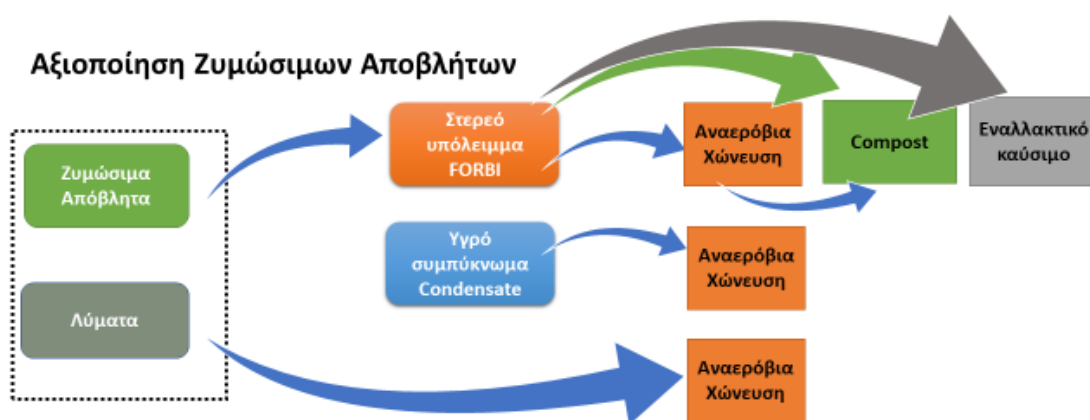 Αξιοποίηση Ζυμώσιμων Αποβλήτων
Ζυμώσιμα
Απόβλητα
Λύματα
Στερεό
υπόλειμμα
FORBI
Υγρό
συμπύκνωμα
Condensate
Αναερόβια
Χώνευση
Compost
Εναλλακτικό
καύσιμο
Αναερόβια
Χώνευση
Αναερόβια
Χώνευση